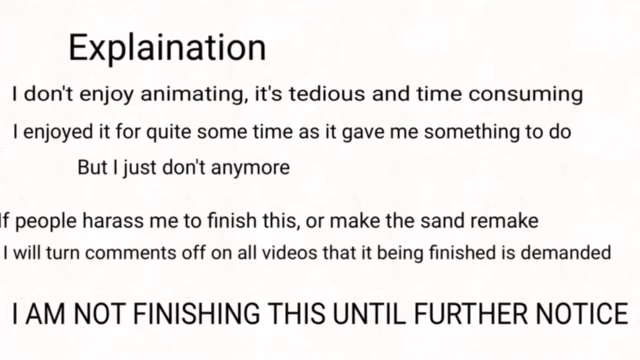 Explaination
I don't enjoy animating, it's tedious and time consuming
I enjoyed it for quite some time as it gave me something to do
But I just don't anymore
If people harass me to finish this, or make the sand remake
I will turn comments off on all videos that it being finished is demanded
I AM NOT FINISHING THIS UNTIL FURTHER NOTICE